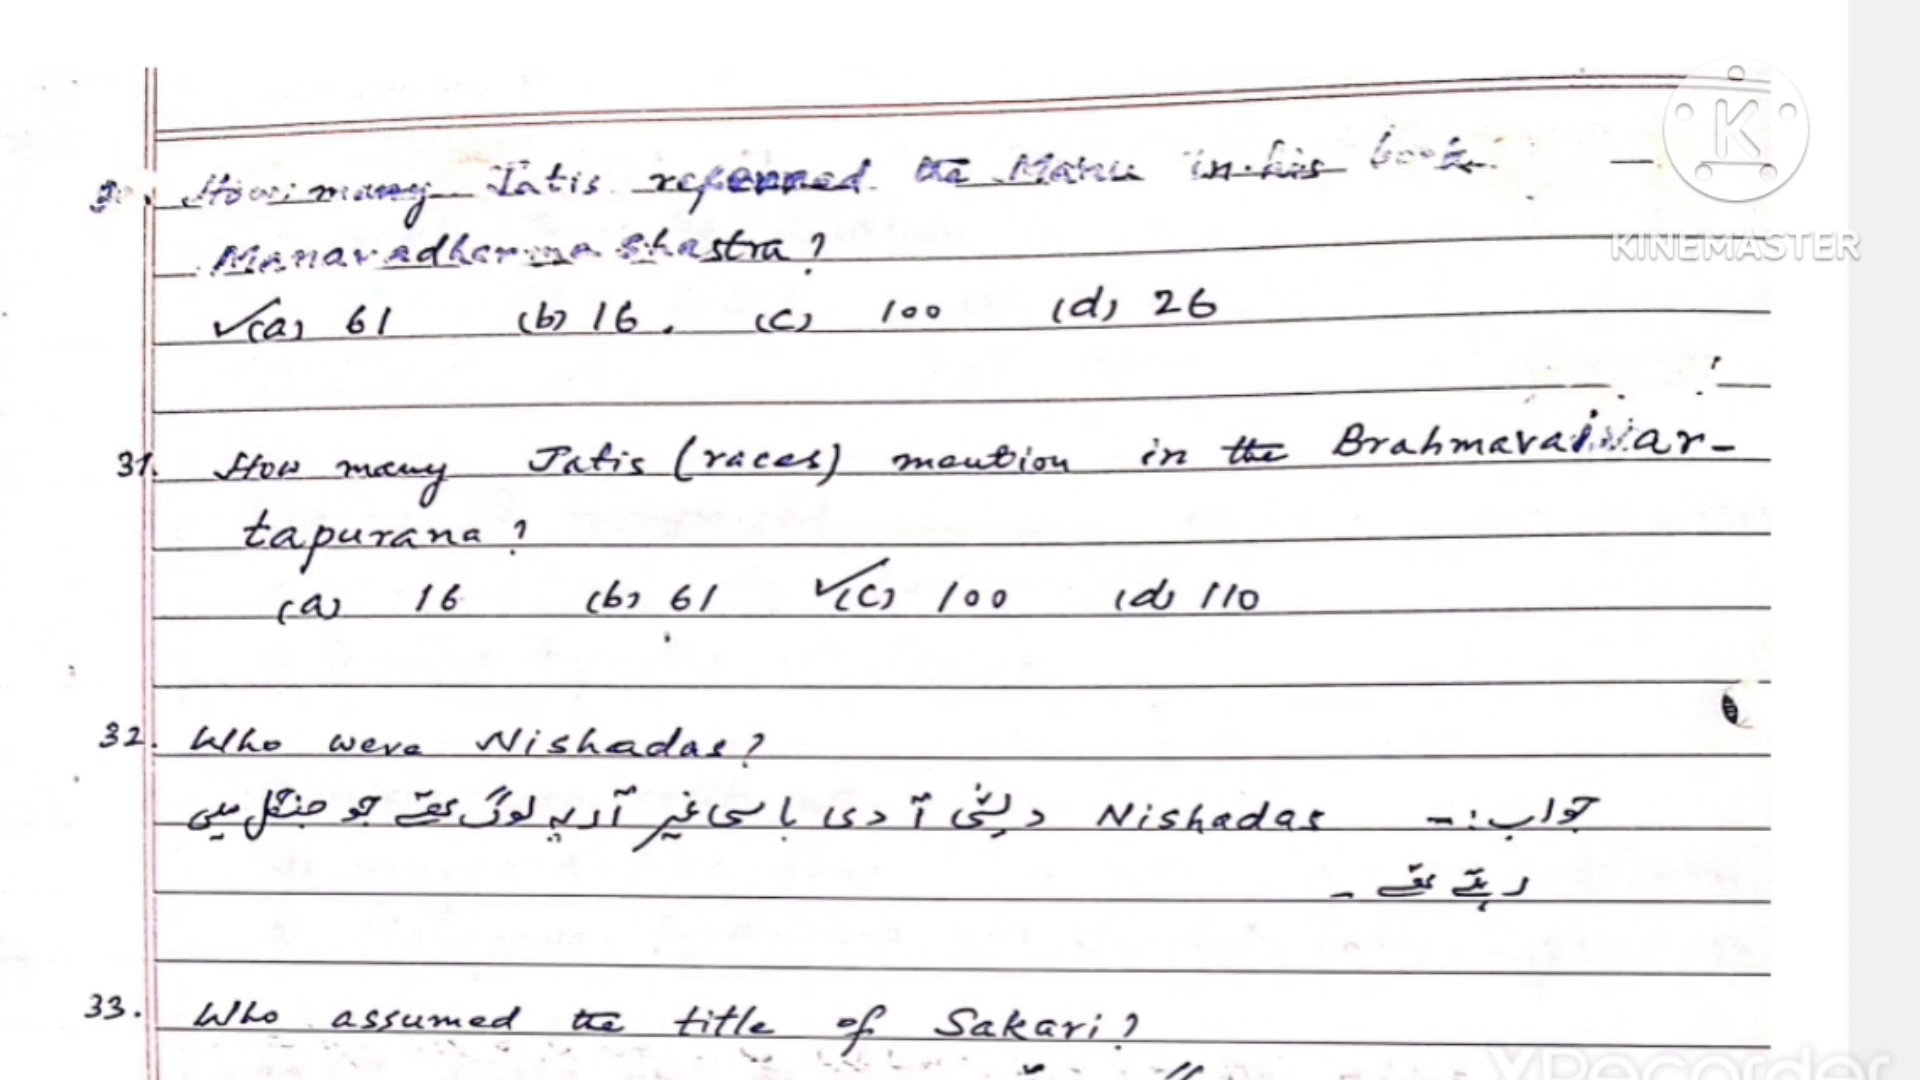 30. How many Jatis referred the Manu in his book —
Manavadharma shastra?
✓(a) 61 (b) 16. (c) 100 (d) 26
31. How many Jatis (races) mention in the Brahmavaivar-
tapurana?
(a) 16 (b) 61 ✓(c) 100 (d) 110
32. Who were Nishadas?
جواب:- Nishadas دیشی آدی باسی غیر آریہ لوگ تھے جو جنگل میں
رہتے تھے -
33. Who assumed the title of Sakari?
K
KINEMASTER
XRecorder